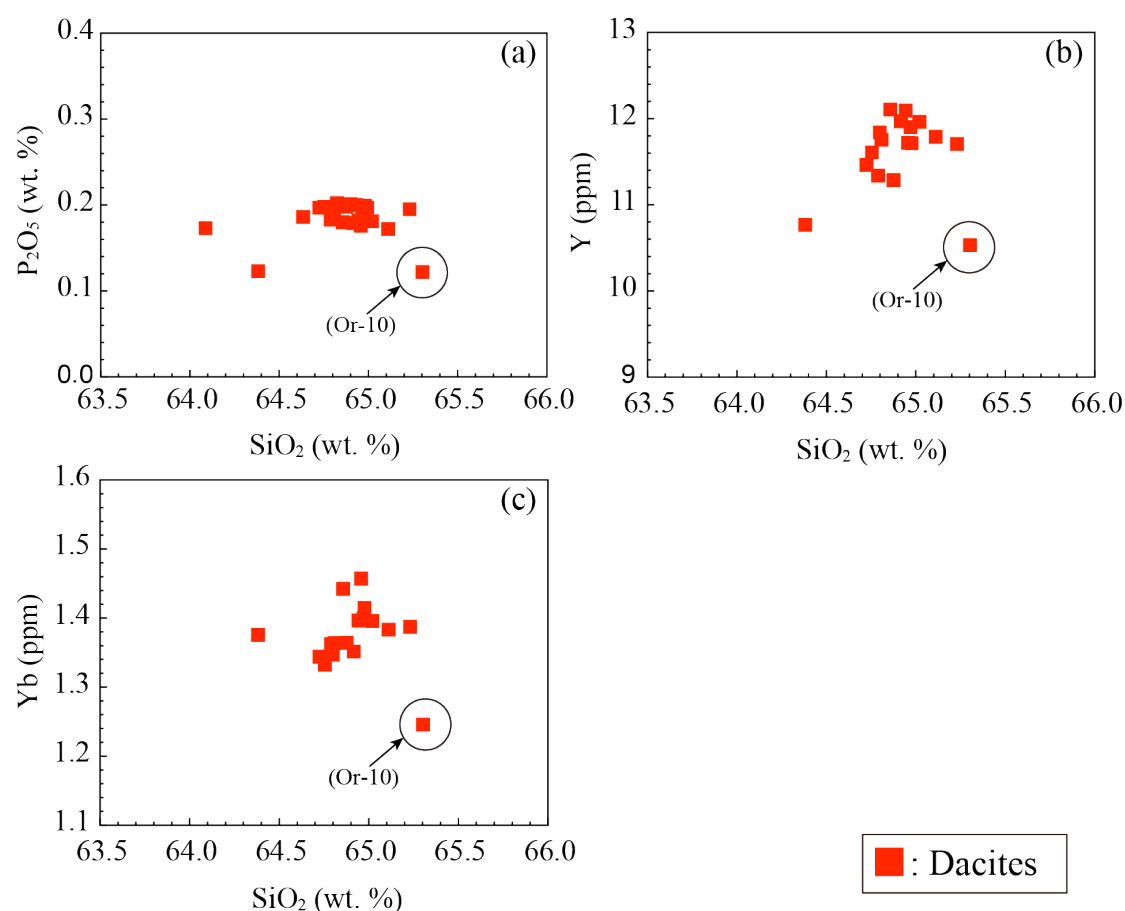 (a)
0.4
0.3
0.2
0.1
0.0
P₂O₅ (wt. %)
(Or-10)
63.5 64.0 64.5 65.0 65.5 66.0
SiO₂ (wt. %)
(b)
13
12
11
10
9
Y (ppm)
(Or-10)
63.5 64.0 64.5 65.0 65.5 66.0
SiO₂ (wt. %)
(c)
1.6
1.5
1.4
1.3
1.2
1.1
Yb (ppm)
(Or-10)
63.5 64.0 64.5 65.0 65.5 66.0
SiO₂ (wt. %)
: Dacites